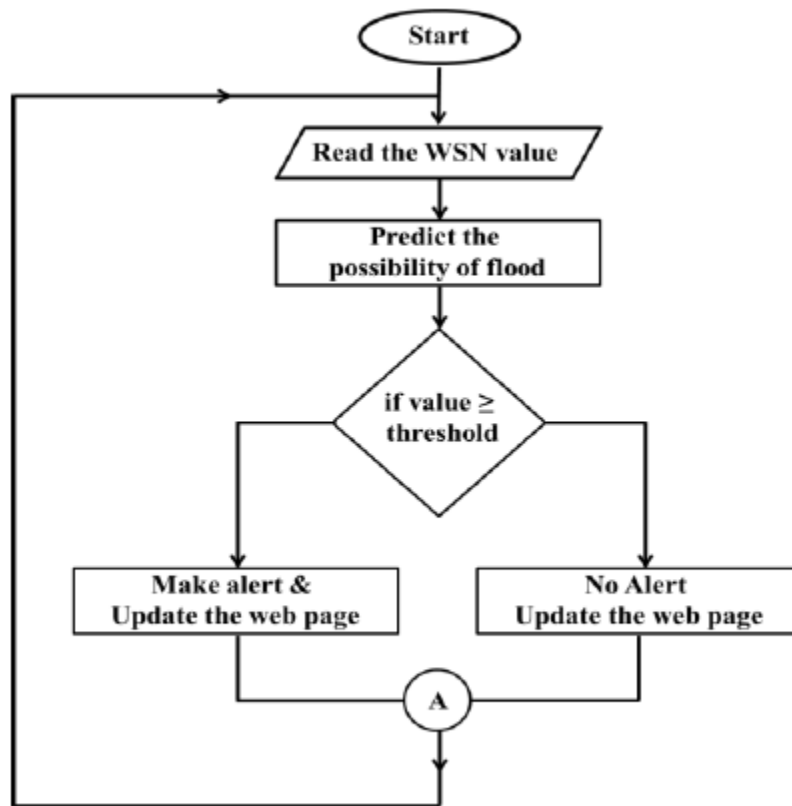 Start
Read the WSN value
Predict the
possibility of flood
if value ≥
threshold
Make alert &
Update the web page
No Alert
Update the web page
A